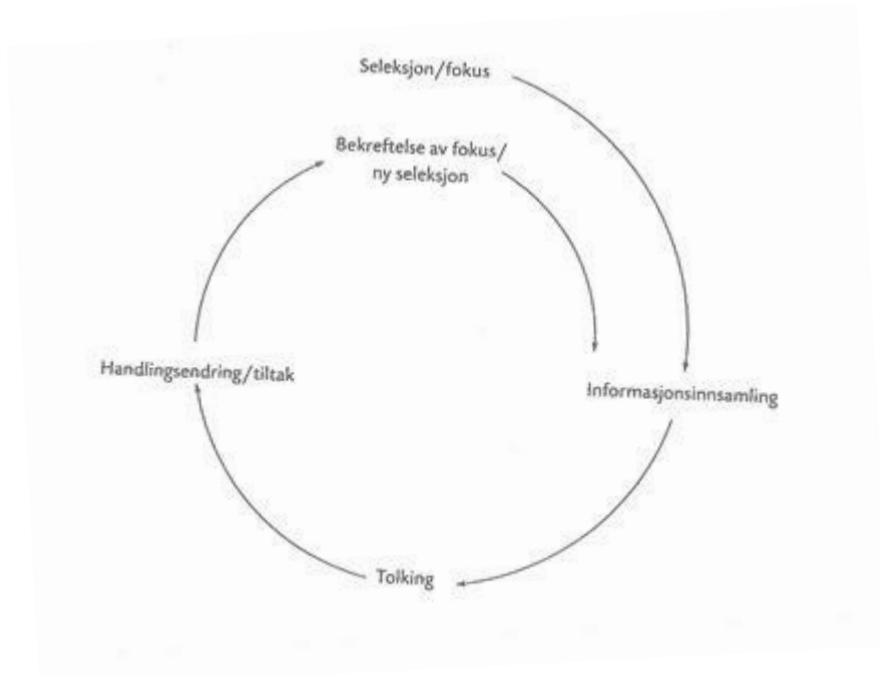 Seleksjon/fokus
Bekreftelse av fokus/
ny seleksjon
Handlingsendring/tiltak
Informasjonsinnsamling
Tolking